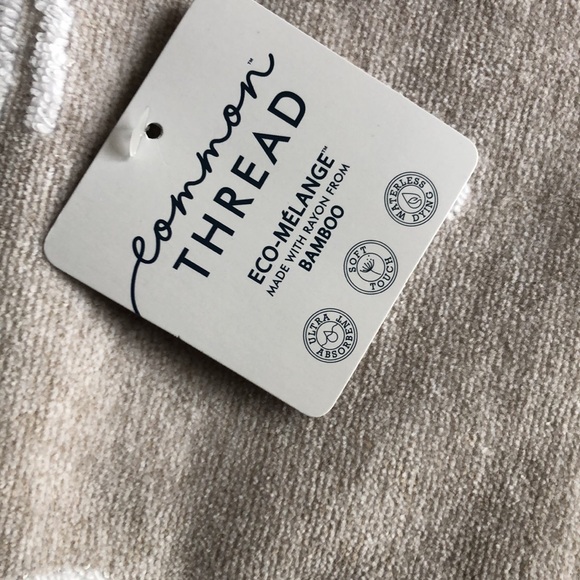 common™
THREAD
ECO-MÉLANGE™
MADE WITH RAYON FROM
BAMBOO
WATERLESS
DYING
SOFT
TOUCH
ULTRA
ABSORBENT